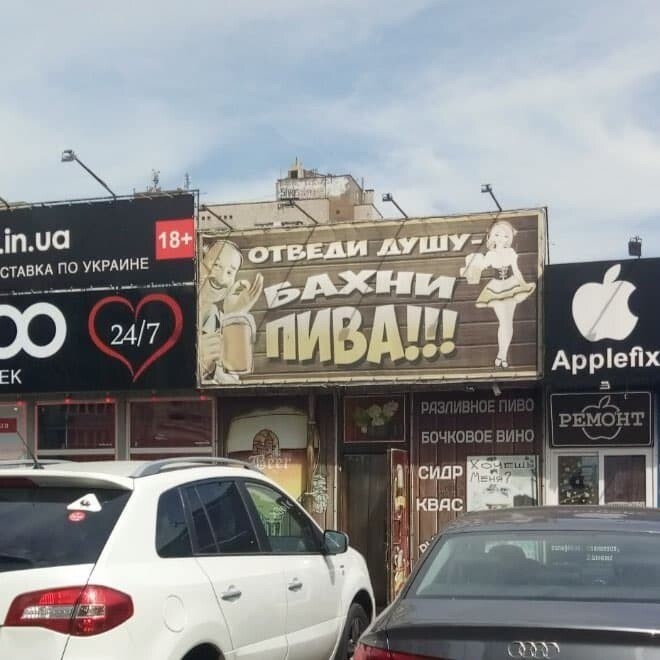 .in.ua
18+
СТАВКА ПО УКРАИНЕ
24/7
ЕК
ОТВЕДИ ДУШУ-
БАХНИ
ПИВА!!!
Applefix
РЕМОНТ
РАЗЛИВНОЕ ПИВО
БОЧКОВОЕ ВИНО
СИДР
КВАС
ХОЧЕШЬ
МЕНЯ?
Beer